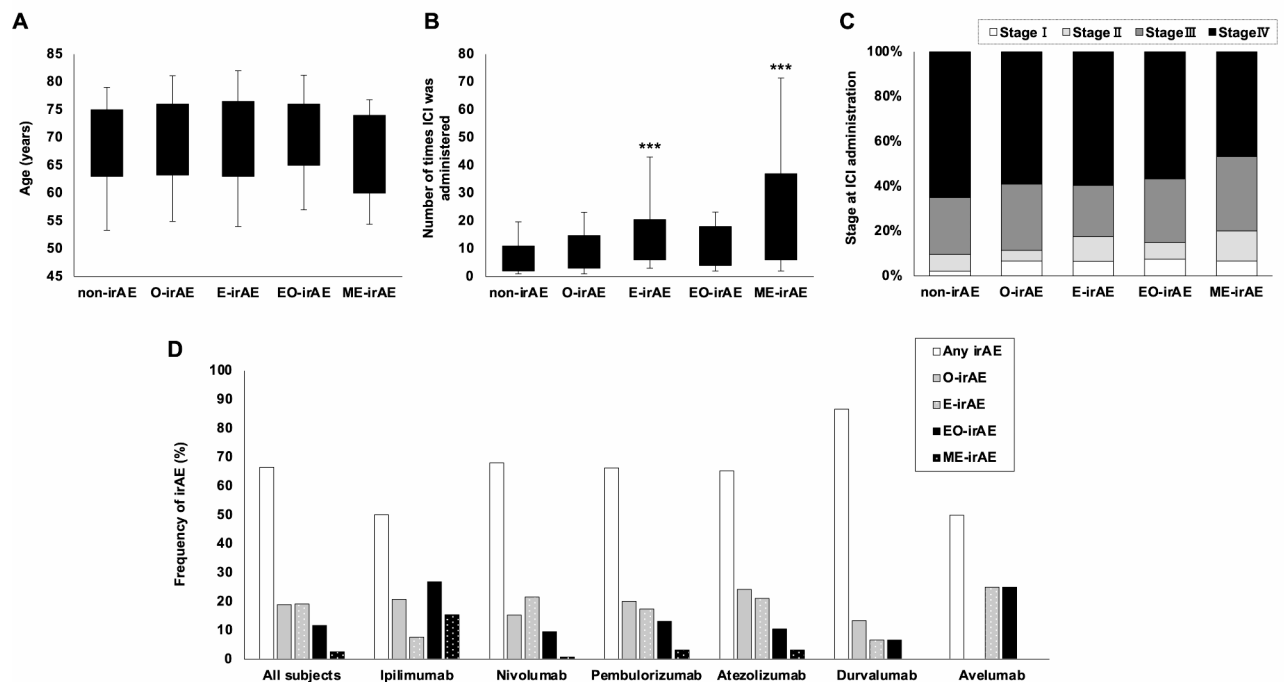 A
85
80
75
70
65
60
55
50
45
Age (years)
non-irAE O-irAE E-irAE EO-irAE ME-irAE
B
80
70
60
50
40
30
20
10
0
Number of times ICI was
administered
***
***
non-irAE O-irAE E-irAE EO-irAE ME-irAE
C
Stage Ⅰ Stage Ⅱ StageⅢ StageⅣ
100%
80%
60%
40%
20%
0%
Stage at ICI administration
non-irAE O-irAE E-irAE EO-irAE ME-irAE
D
Any irAE
O-irAE
E-irAE
EO-irAE
ME-irAE
100
90
80
70
60
50
40
30
20
10
0
Frequency of irAE (%)
All subjects Ipilimumab Nivolumab Pembulorizumab Atezolizumab Durvalumab Avelumab